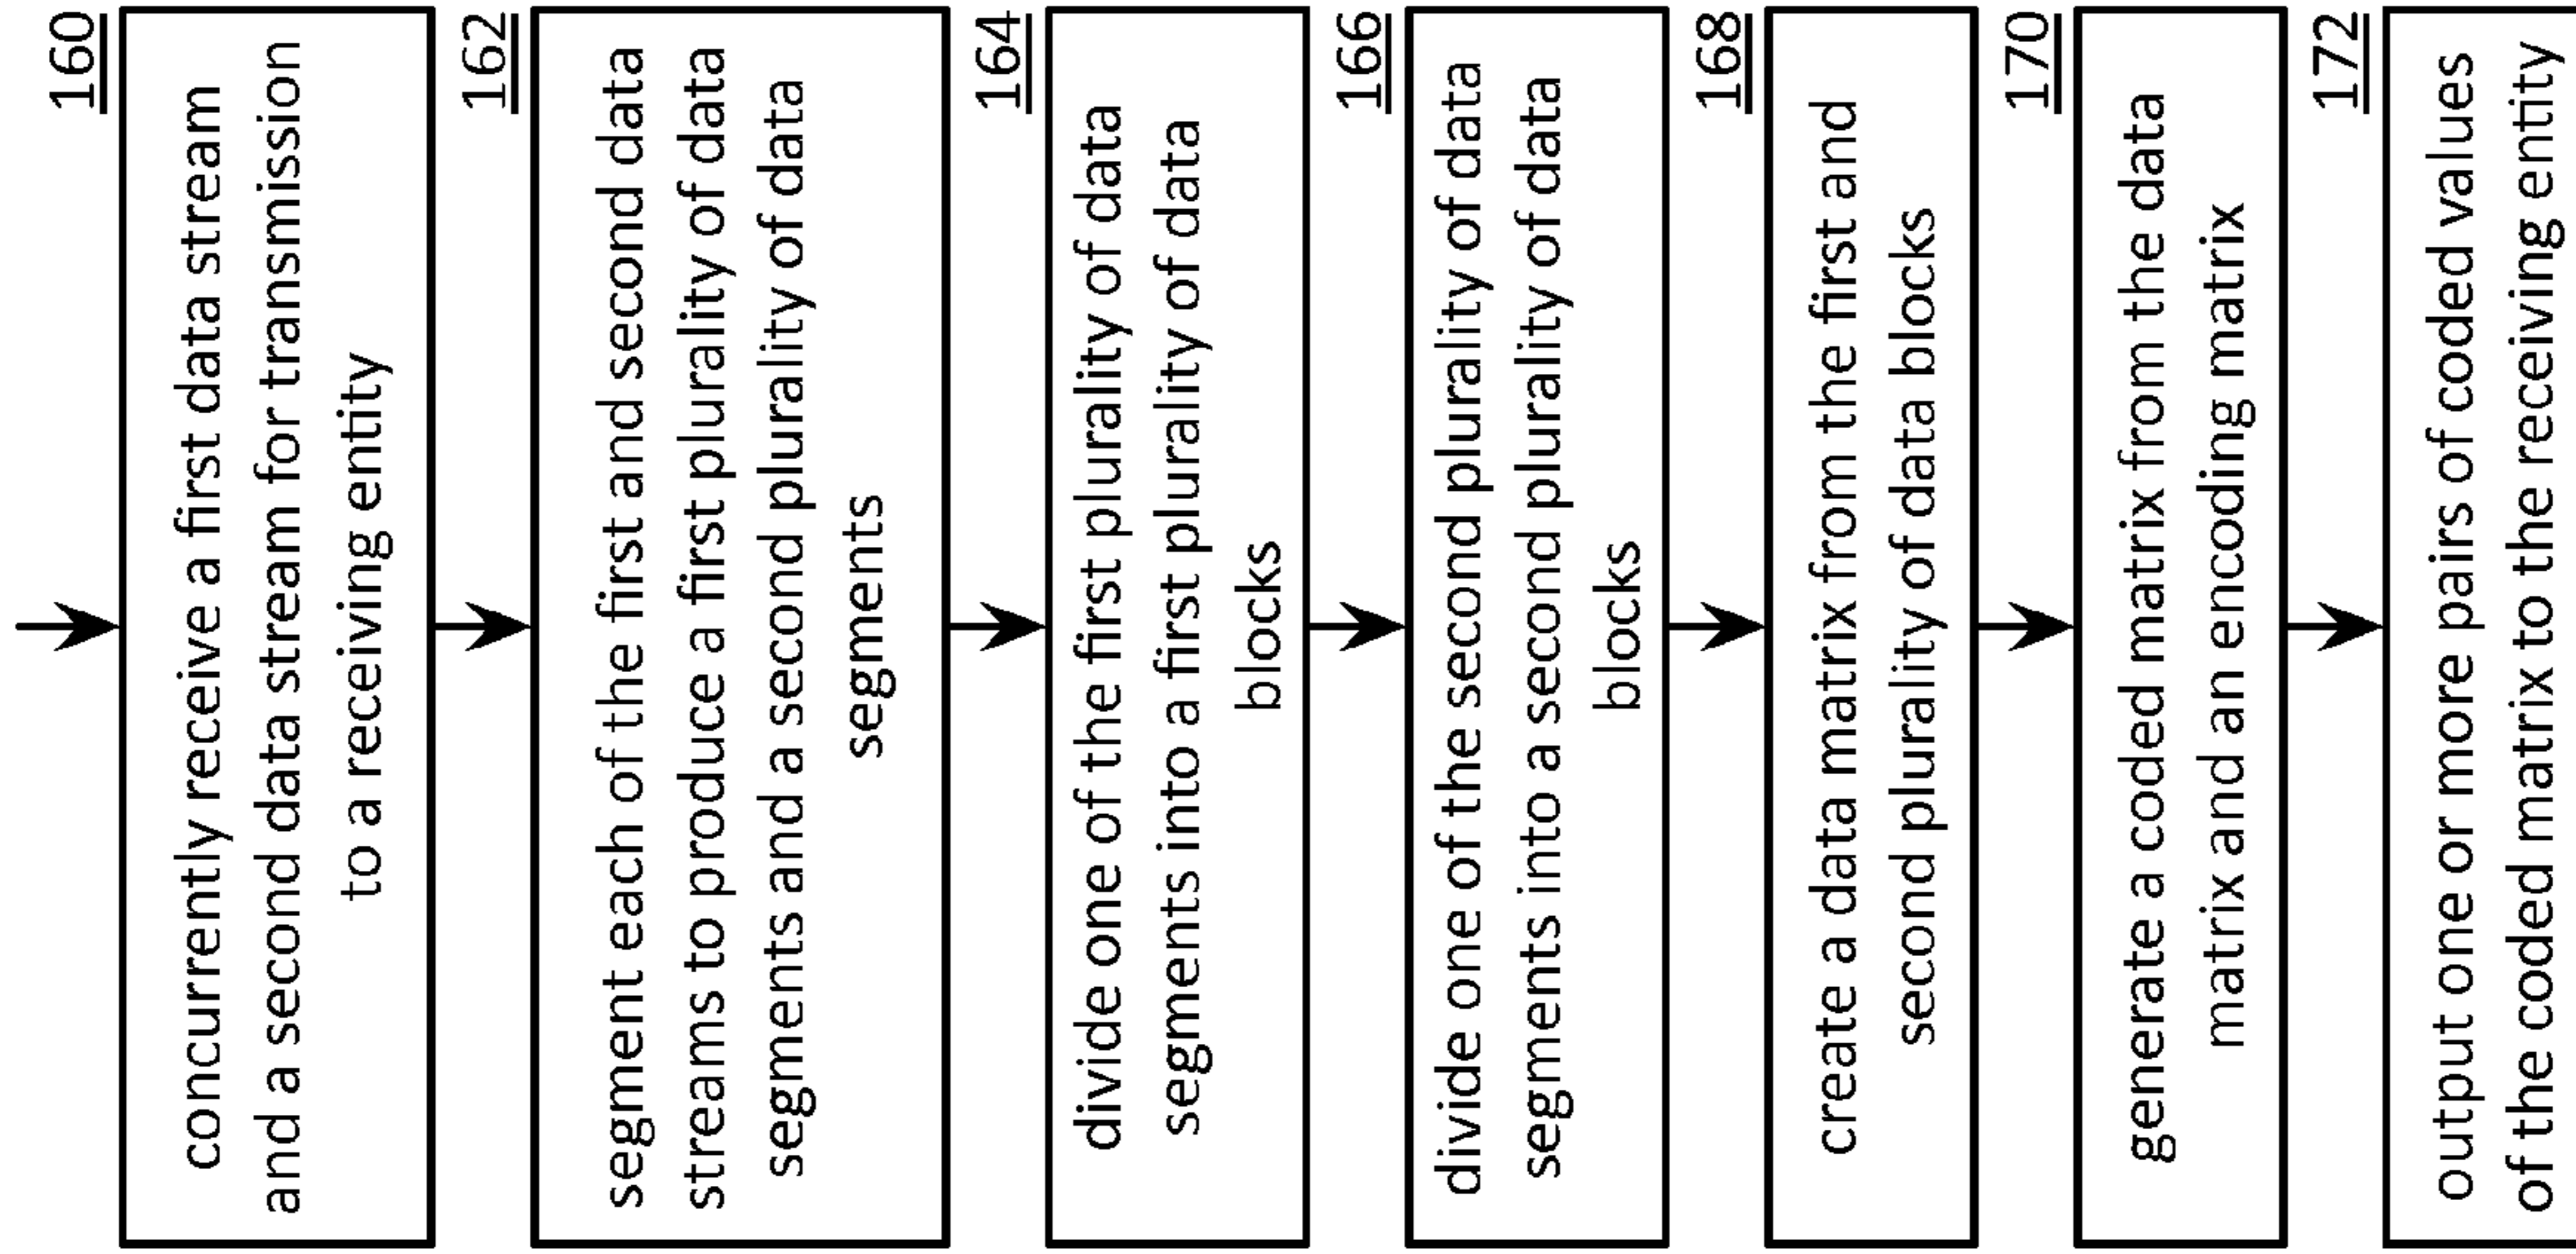 160
concurrently receive a first data stream
and a second data stream for transmission
to a receiving entity
162
segment each of the first and second data
streams to produce a first plurality of data
segments and a second plurality of data
segments
164
divide one of the first plurality of data
segments into a first plurality of data
blocks
166
divide one of the second plurality of data
segments into a second plurality of data
blocks
168
create a data matrix from the first and
second plurality of data blocks
170
generate a coded matrix from the data
matrix and an encoding matrix
172
output one or more pairs of coded values
of the coded matrix to the receiving entity